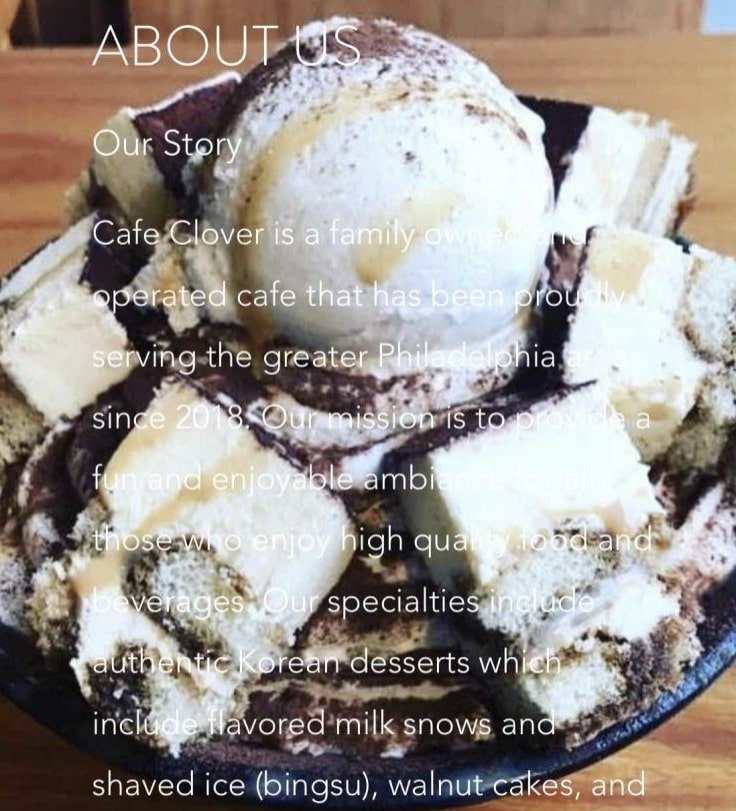 ABOUT US
Our Story
Cafe Clover is a family owned and
operated cafe that has been proudly
serving the greater Philadelphia area
since 2018. Our mission is to provide a
fun and enjoyable ambiance for all
those who enjoy high quality food and
beverages. Our specialties include
authentic Korean desserts which
include flavored milk snows and
shaved ice (bingsu), walnut cakes, and